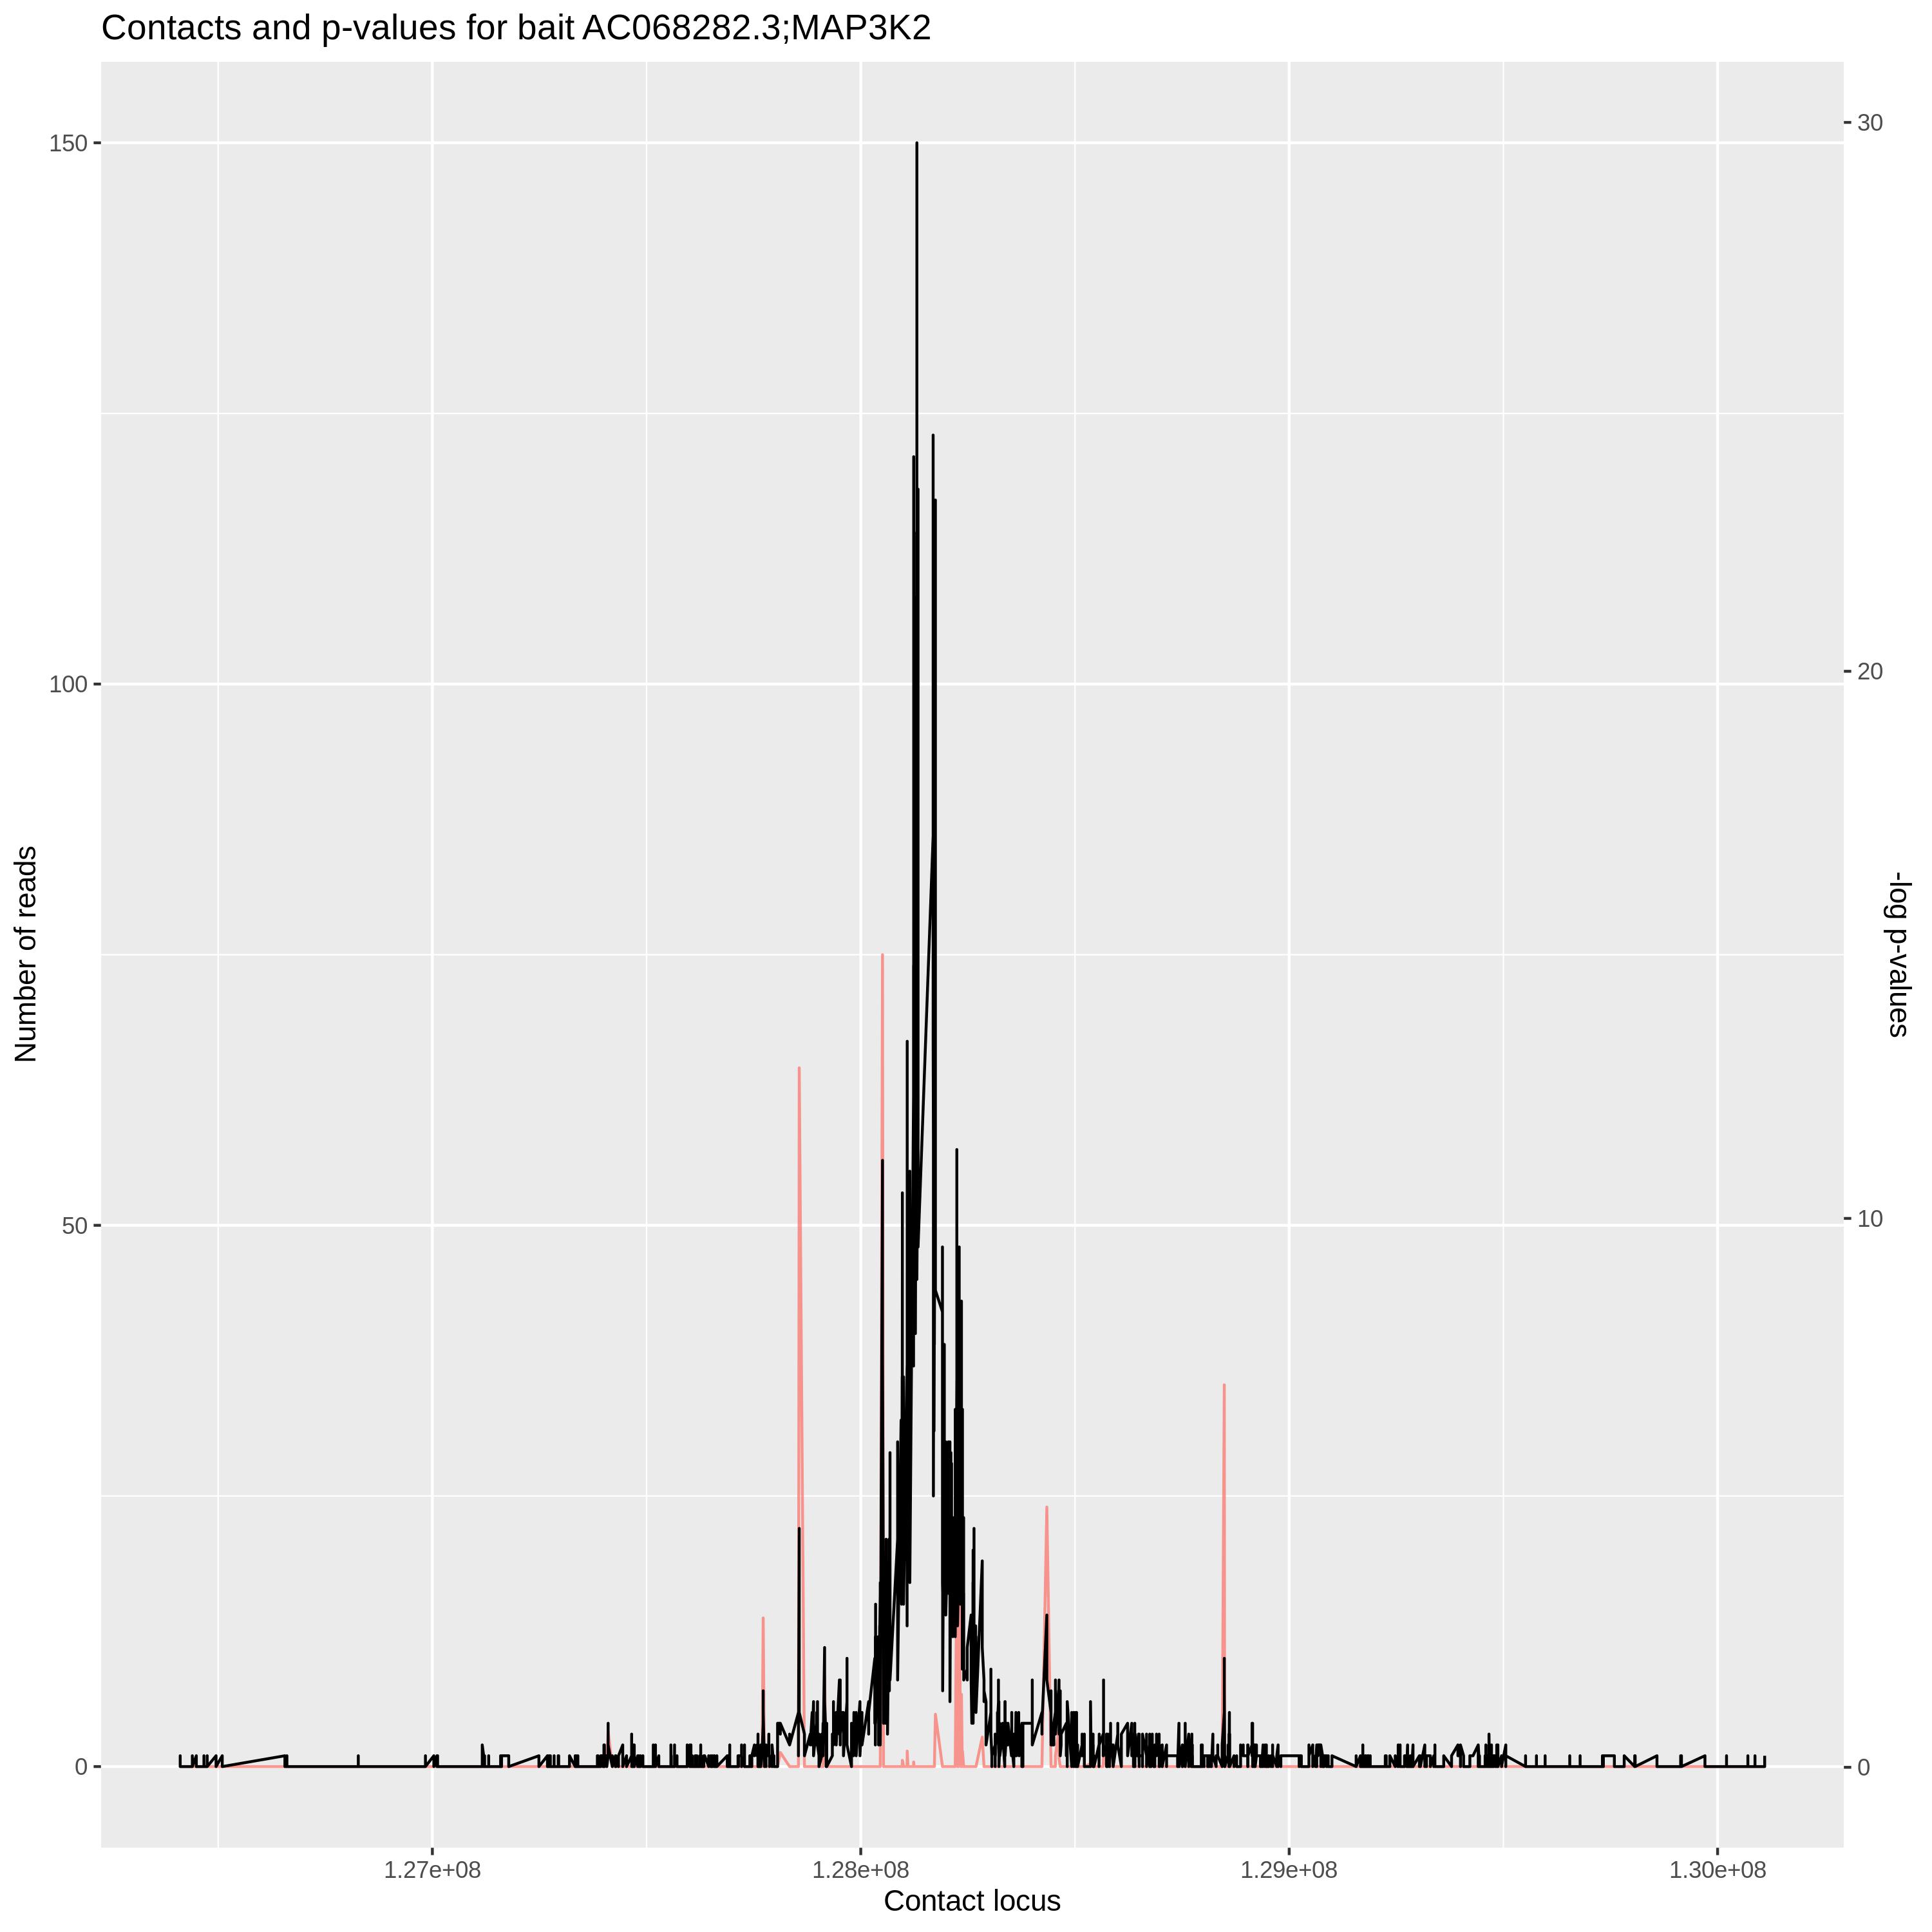 Contacts and p-values for bait AC068282.3;MAP3K2
150
100
50
0
Number of reads
30
20
10
0
-log p-values
1.27e+08
1.28e+08
1.29e+08
1.30e+08
Contact locus